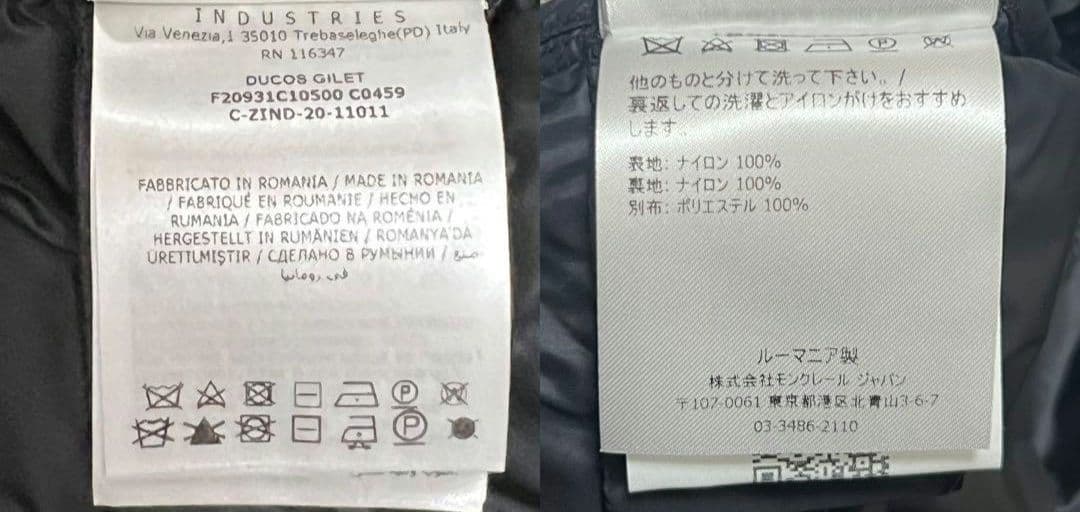 INDUSTRIES
Via Venezia,1 35010 Trebaseleghe(PD) Italy
RN 116347
DUCOS GILET
F20931C10500 C0459
C-ZIND-20-11011
FABBRICATO IN ROMANIA / MADE IN ROMANIA
/ FABRIQUÉ EN ROUMANIE / HECHO EN
RUMANIA / FABRICADO NA ROMÊNIA /
HERGESTELLT IN RUMÄNIEN / ROMANYA'DA
ÜRETILMIŞTIR / СДЕЛАНО В РУМЫНИИ / صنع
في رومانيا
P
P
P
他のものと分けて洗って下さい。/
裏返しての洗濯とアイロンがけをおすすめ
します。
表地: ナイロン 100%
裏地: ナイロン 100%
別布: ポリエステル 100%
ルーマニア製
株式会社モンクレール ジャパン
〒107-0061 東京都港区北青山3-6-7
03-3486-2110